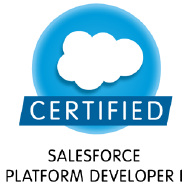 CERTIFIED
SALESFORCE
PLATFORM DEVELOPER I